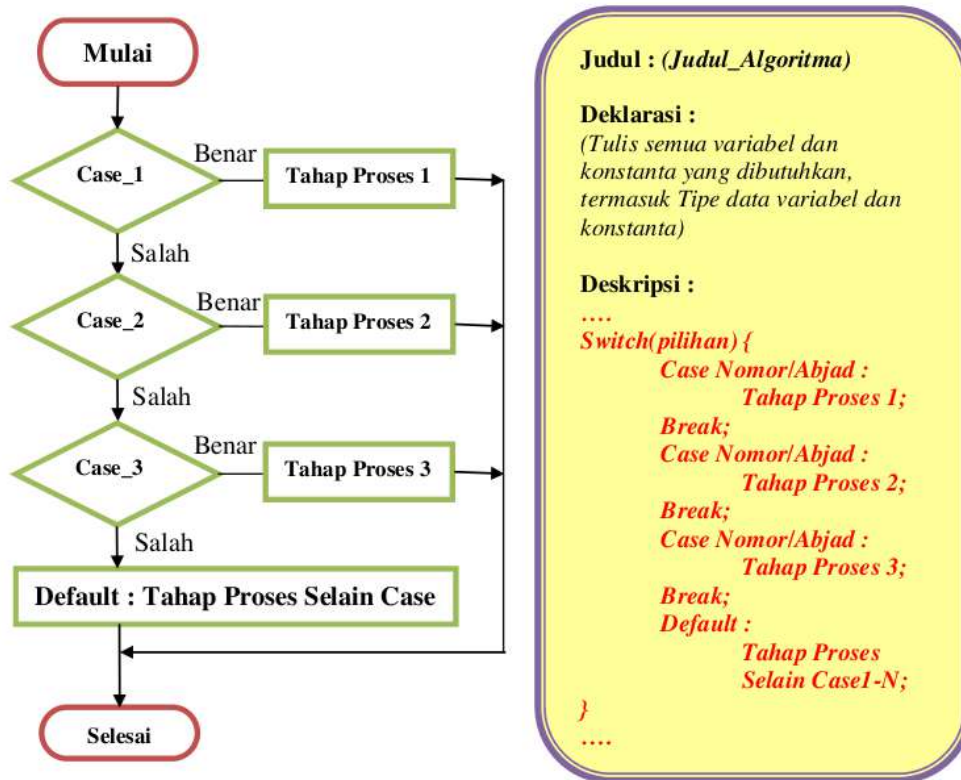 Mulai
Case_1
Benar
Tahap Proses 1
Salah
Case_2
Benar
Tahap Proses 2
Salah
Case_3
Benar
Tahap Proses 3
Salah
Default : Tahap Proses Selain Case
Selesai
Judul : (Judul_Algoritma)
Deklarasi :
(Tulis semua variabel dan
konstanta yang dibutuhkan,
termasuk Tipe data variabel dan
konstanta)
Deskripsi :
....
Switch(pilihan) {
Case Nomor/Abjad :
Tahap Proses 1;
Break;
Case Nomor/Abjad :
Tahap Proses 2;
Break;
Case Nomor/Abjad :
Tahap Proses 3;
Break;
Default :
Tahap Proses
Selain Case1-N;
}
....